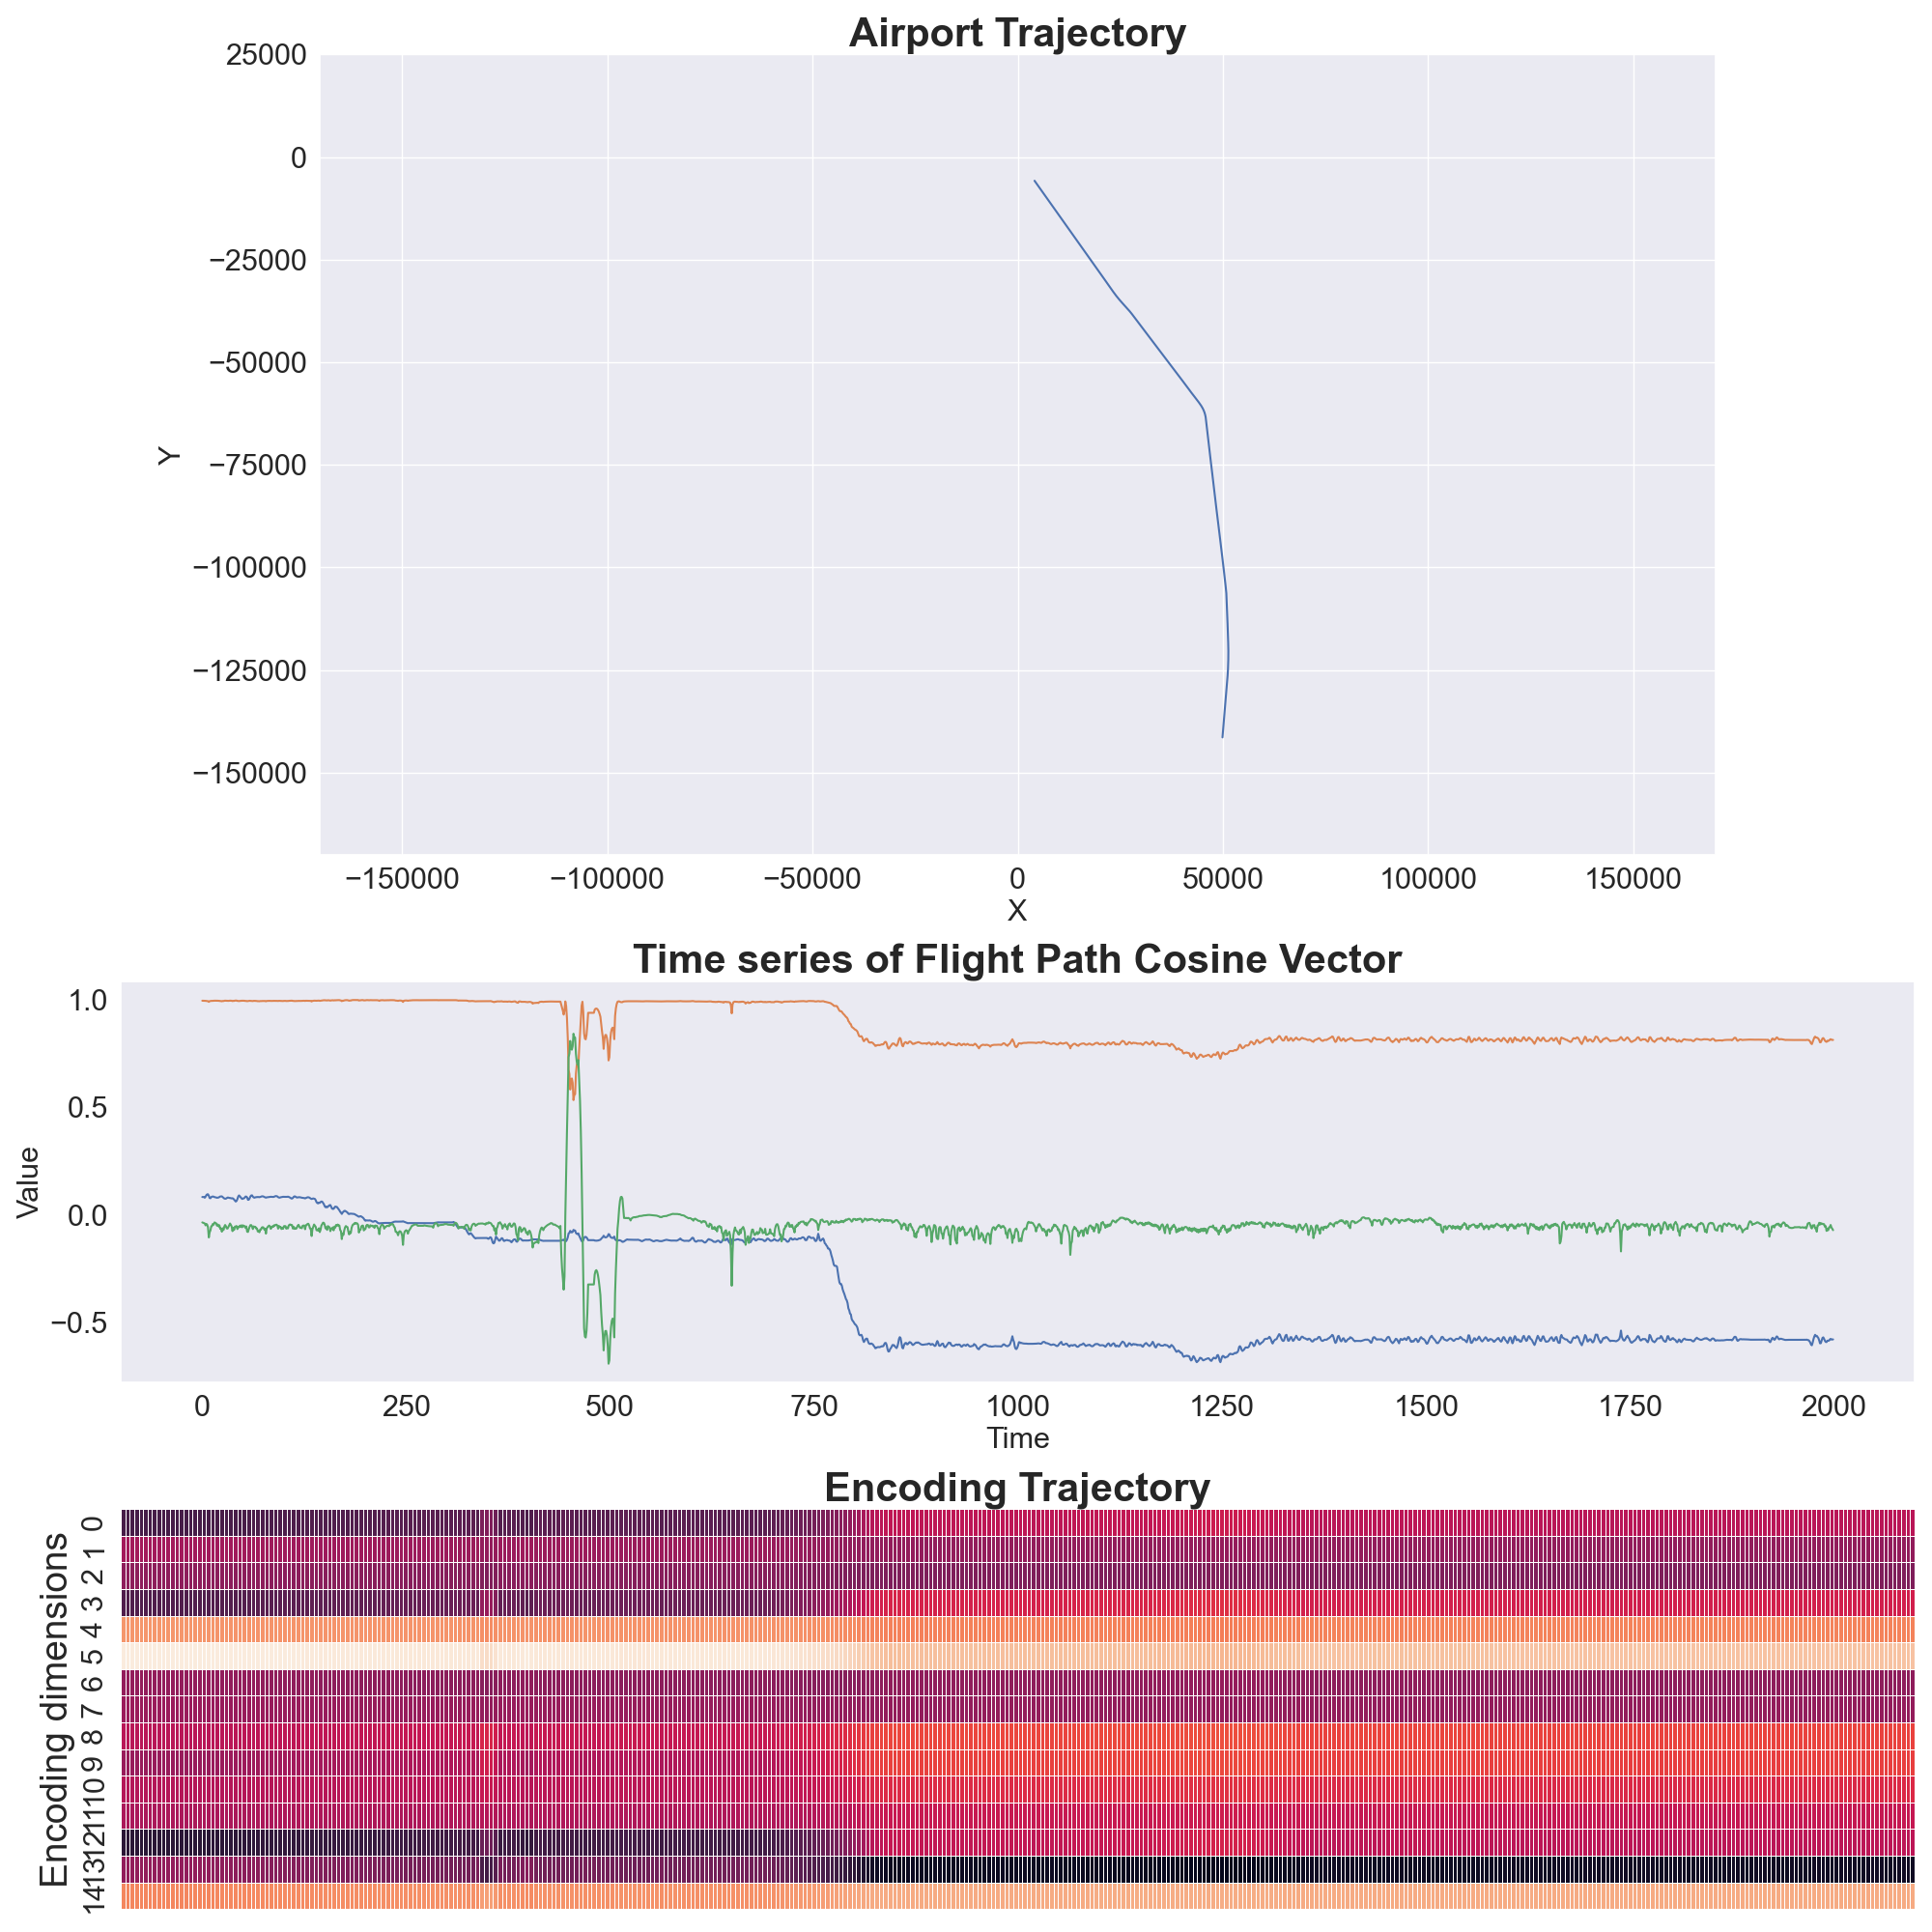 Airport Trajectory
25000
0
−25000
−50000
−75000
−100000
−125000
−150000
Y
−150000 −100000 −50000 0 50000 100000 150000
X
Time series of Flight Path Cosine Vector
1.0
0.5
0.0
−0.5
Value
0 250 500 750 1000 1250 1500 1750 2000
Time
Encoding Trajectory
Encoding dimensions
0
1
2
3
4
5
6
7
8
9
10
11
12
13
14